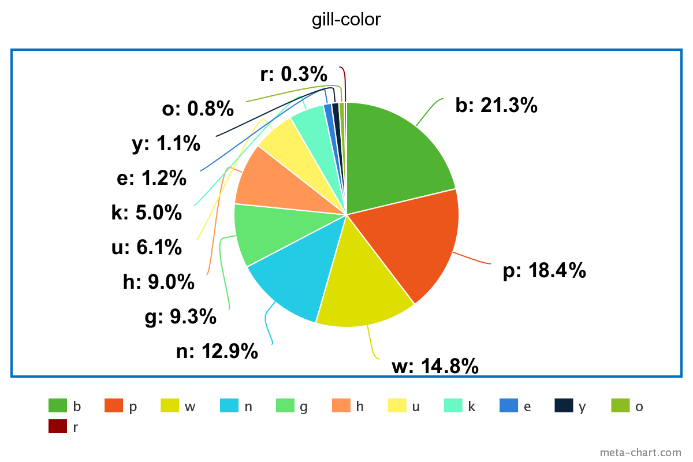 gill-color
r: 0.3%
b: 21.3%
o: 0.8%
y: 1.1%
e: 1.2%
k: 5.0%
u: 6.1%
p: 18.4%
h: 9.0%
g: 9.3%
n: 12.9%
w: 14.8%
b p w n g h u k e y o
r
meta-chart.com